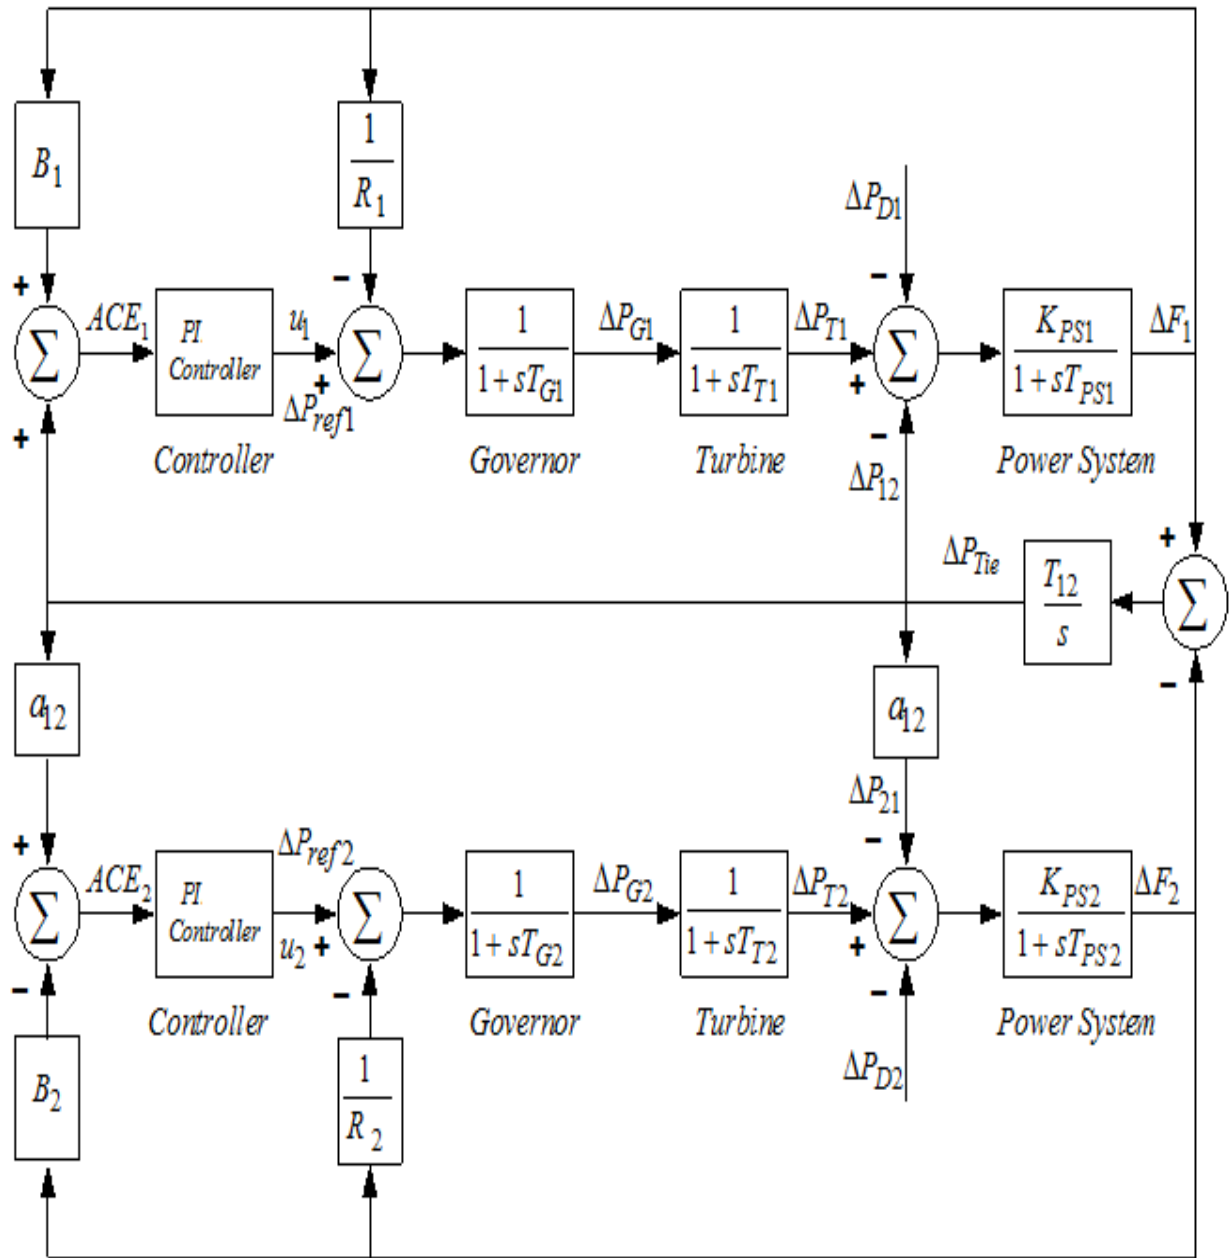 B1
1
R1
ΔPD1
+
−
−
ACE1
PI
Controller
u1
+
ΔPref1
Σ
Σ
1
1 + sTG1
ΔPG1
1
1 + sTT1
ΔPT1
+
Σ
KPS1
1 + sTPS1
ΔF1
+
Controller
Governor
Turbine
−
ΔP12
Power System
+
ΔPTie
T12
s
Σ
−
a12
a12
ΔP21
+
−
ΔPref2
ACE2
PI
Controller
u2
+
Σ
Σ
1
1 + sTG2
ΔPG2
1
1 + sTT2
ΔPT2
+
Σ
KPS2
1 + sTPS2
ΔF2
−
−
−
Controller
Governor
Turbine
Power System
ΔPD2
B2
1
R2